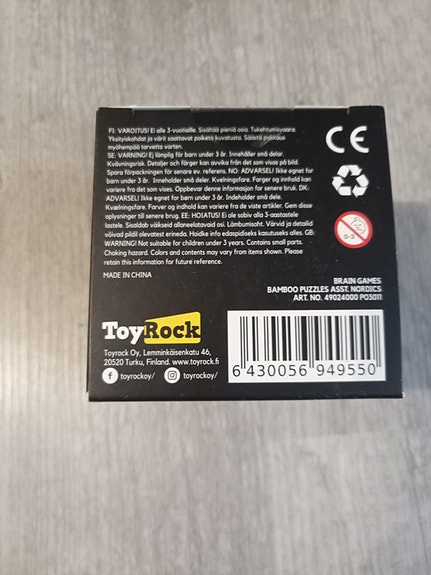 FI: VAROITUS! Ei alle 3-vuotiaille. Sisältää pieniä osia. Tukehtumisvaara.
Yksityiskohdat ja värit saattavat poiketa kuvatusta. Säästä pakkaus
myöhempää tarvetta varten.
SE: VARNING! Ej lämplig för barn under 3 år. Innehåller små delar.
Kvävningsrisk. Detaljer och färger kan avvika från det som visas på bild.
Spara förpackningen för senare ev. referens. NO: ADVARSEL! Ikke egnet for
barn under 3 år. Inneholder små deler. Kvelningsfare. Farger og innhold kan
variere fra det som vises. Oppbevar denne informasjon for senere bruk. DK:
ADVARSEL! Ikke egnet for børn under 3 år. Indeholder små dele.
Kvælningsfare. Farver og indhold kan variere fra de viste artikler. Gem disse
oplysninger til senere brug. EE: HOIATUS! Ei ole sobiv alla 3-aastastele
lastele. Sisaldab väikseid allaneelatavaid osi. Lämbumisoht. Värvid ja detailid
võivad pildil olevatest erineda. Hoidke info edaspidiseks kasutuseks alles. GB:
WARNING! Not suitable for children under 3 years. Contains small parts.
Choking hazard. Colors and contents may vary from items shown. Please
retain this information for future reference.
MADE IN CHINA
CE
0-3
BRAIN GAMES
BAMBOO PUZZLES ASST. NORDICS
ART. NO. 49024000 PO3011
ToyRock
Toyrock Oy, Lemminkäisenkatu 46,
20520 Turku, Finland. www.toyrock.fi
toyrockoy/ toyrockoy/
6 430056 949550